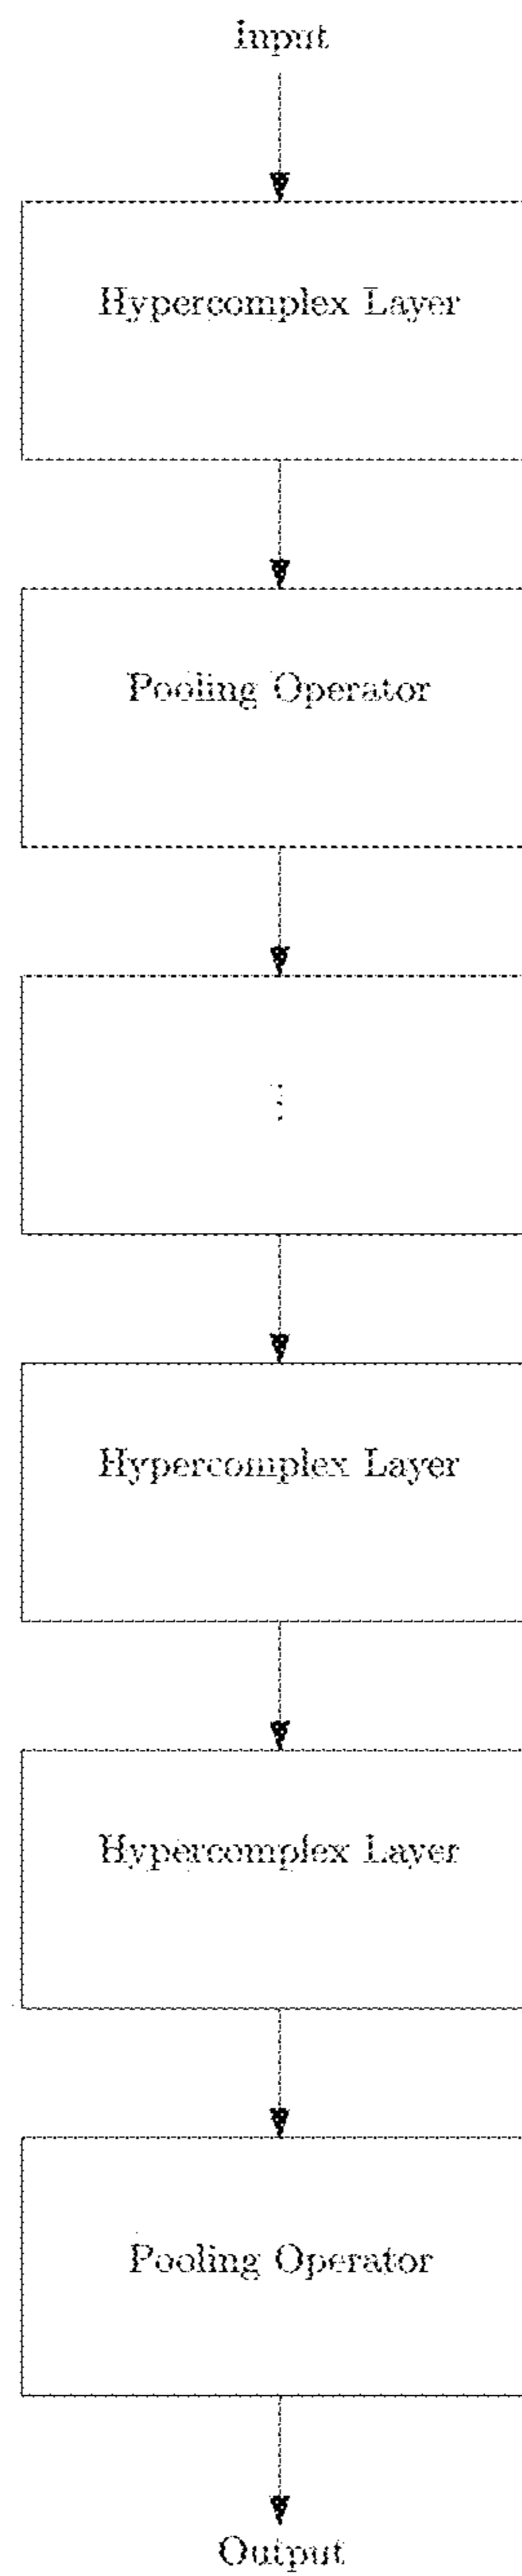 Input
Hypercomplex Layer
Pooling Operator
⋮
Hypercomplex Layer
Hypercomplex Layer
Pooling Operator
Output